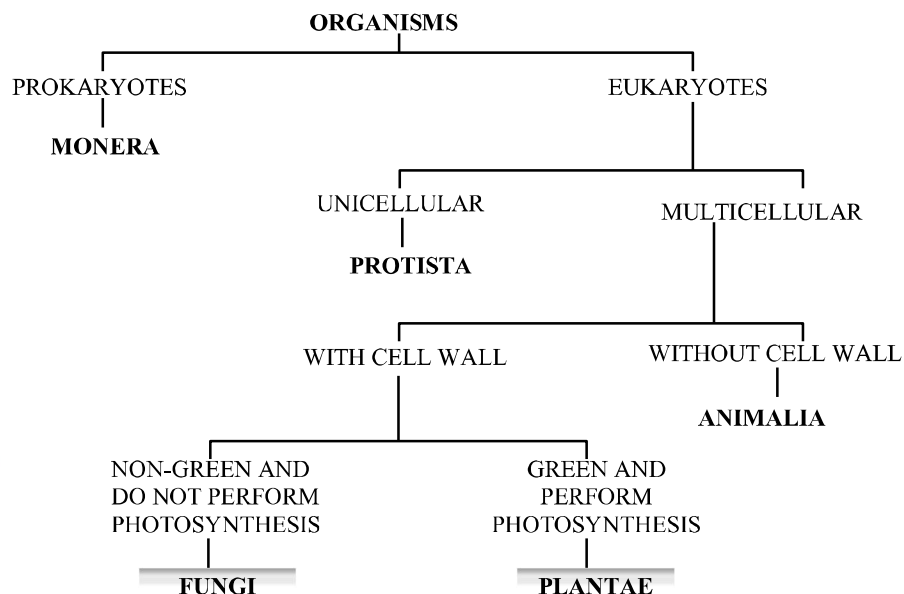 ORGANISMS
PROKARYOTES
EUKARYOTES
MONERA
UNICELLULAR
MULTICELLULAR
PROTISTA
WITH CELL WALL
WITHOUT CELL WALL
ANIMALIA
NON-GREEN AND
DO NOT PERFORM
PHOTOSYNTHESIS
GREEN AND
PERFORM
PHOTOSYNTHESIS
FUNGI
PLANTAE